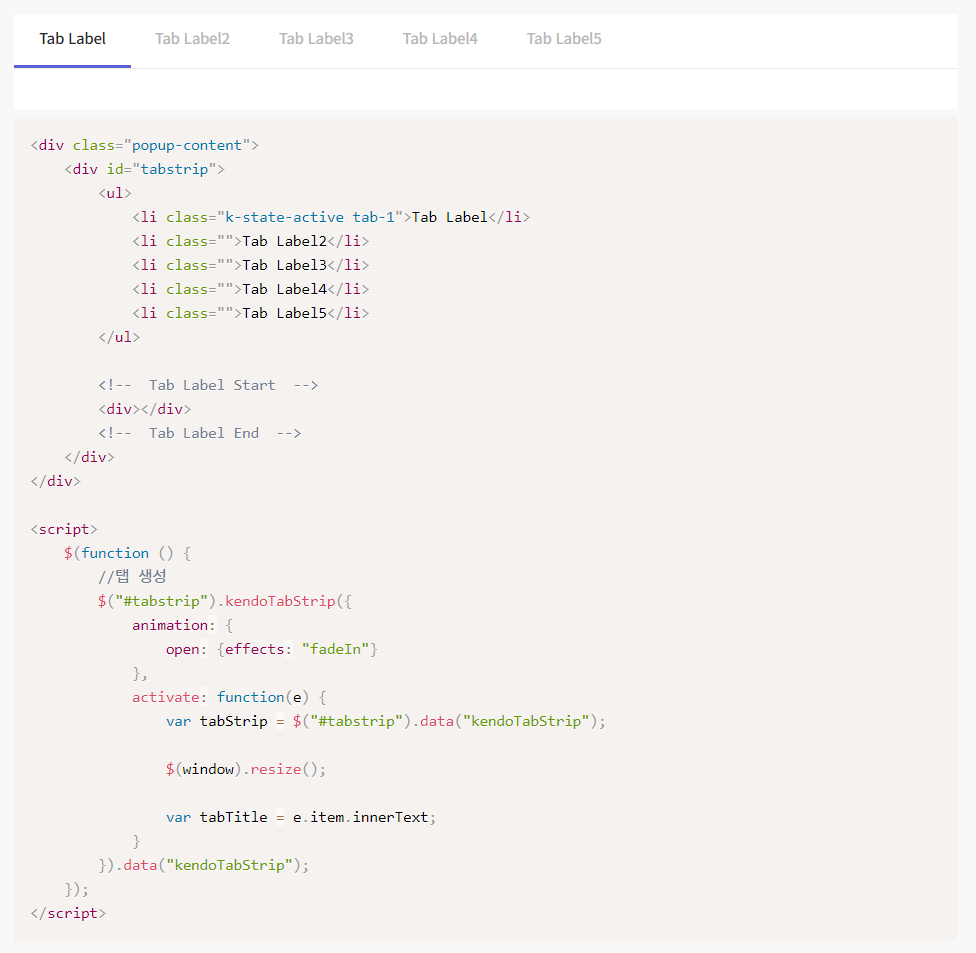 Tab Label Tab Label2 Tab Label3 Tab Label4 Tab Label5
<div class="popup-content">
    <div id="tabstrip">
        <ul>
            <li class="k-state-active tab-1">Tab Label</li>
            <li class="">Tab Label2</li>
            <li class="">Tab Label3</li>
            <li class="">Tab Label4</li>
            <li class="">Tab Label5</li>
        </ul>

        <!--  Tab Label Start  -->
        <div></div>
        <!--  Tab Label End  -->
    </div>
</div>

<script>
    $(function () {
        //탭 생성
        $("#tabstrip").kendoTabStrip({
            animation: {
                open: {effects: "fadeIn"}
            },
            activate: function(e) {
                var tabStrip = $("#tabstrip").data("kendoTabStrip");

                $(window).resize();

                var tabTitle = e.item.innerText;
            }
        }).data("kendoTabStrip");
    });
</script>